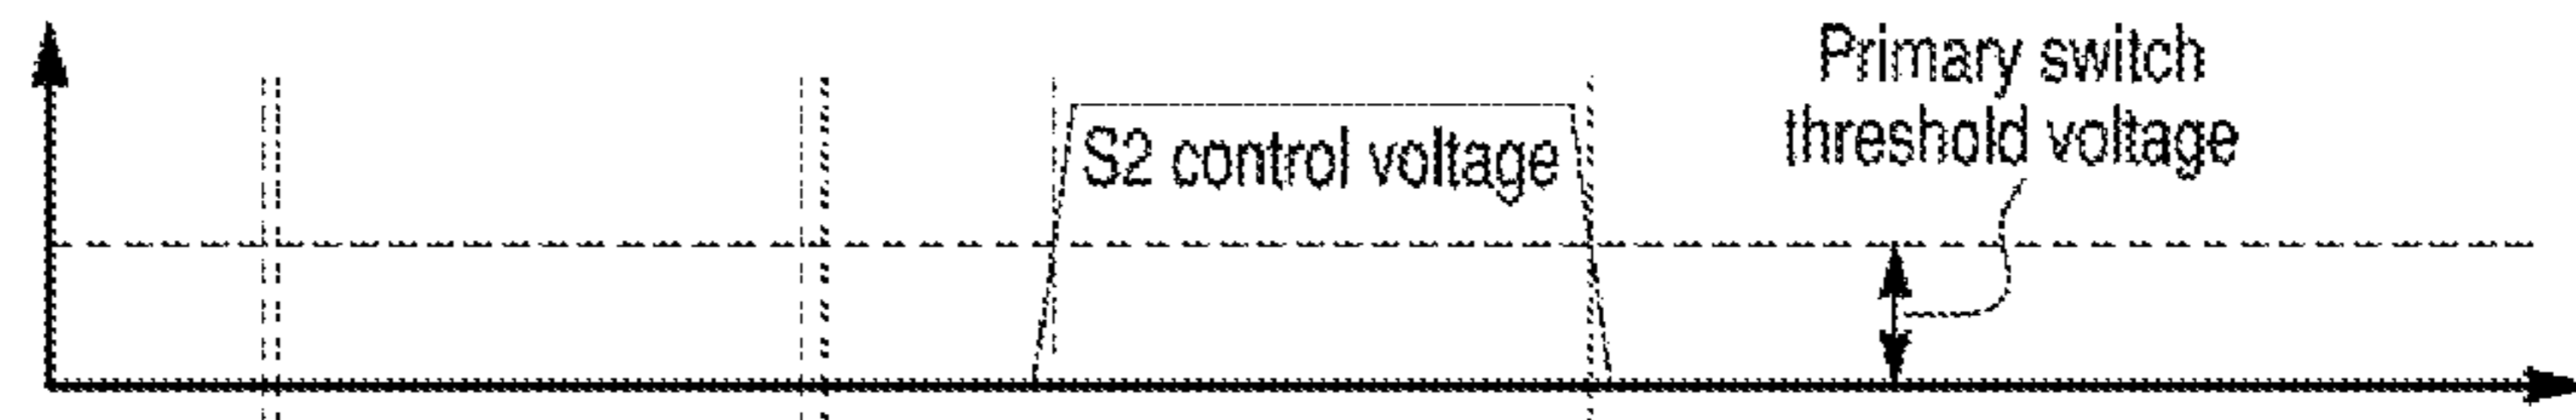 Primary switch
threshold voltage
S2 control voltage